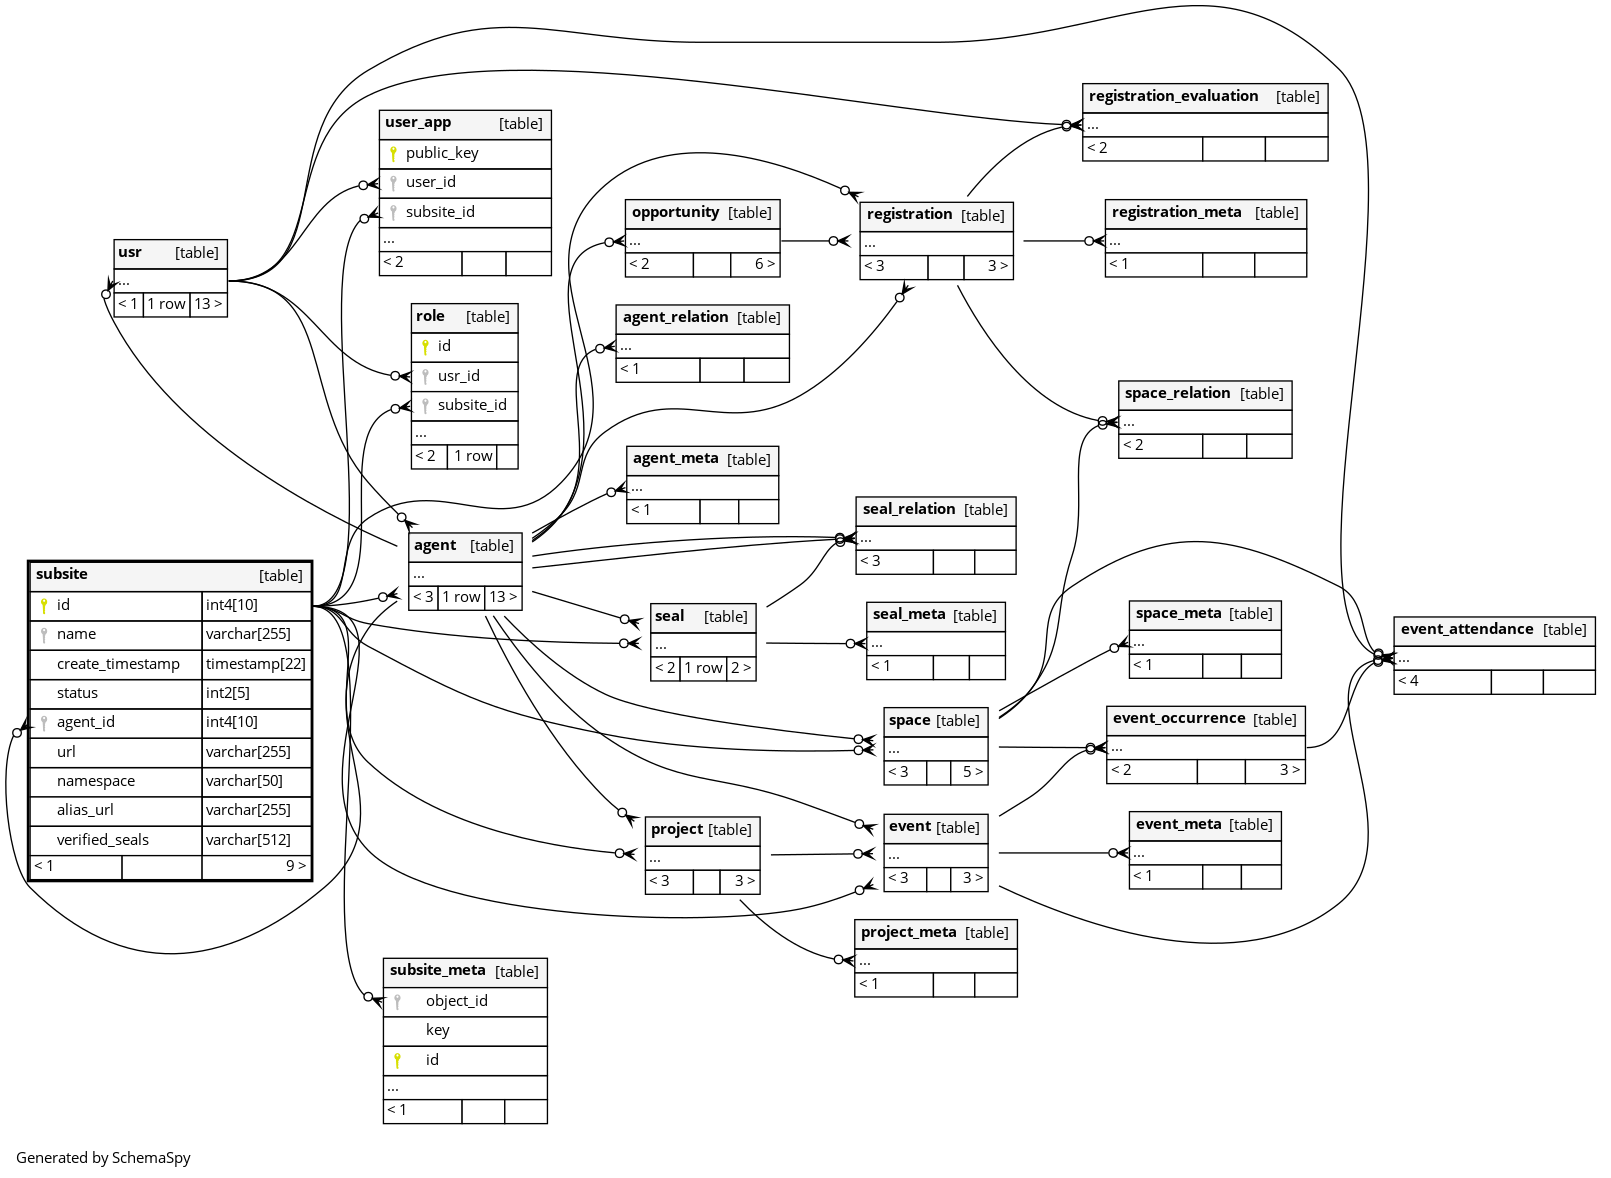 usr [table]
...
< 1 1 row 13 >
user_app [table]
public_key
user_id
subsite_id
...
< 2
role [table]
id
usr_id
subsite_id
...
< 2 1 row
subsite [table]
id int4[10]
name varchar[255]
create_timestamp timestamp[22]
status int2[5]
agent_id int4[10]
url varchar[255]
namespace varchar[50]
alias_url varchar[255]
verified_seals varchar[512]
< 1 9 >
agent [table]
...
< 3 1 row 13 >
subsite_meta [table]
object_id
key
id
...
< 1
opportunity [table]
...
< 2 6 >
agent_relation [table]
...
< 1
agent_meta [table]
...
< 1
seal [table]
...
< 2 1 row 2 >
project [table]
...
< 3 3 >
registration [table]
...
< 3 3 >
seal_relation [table]
...
< 3
seal_meta [table]
...
< 1
space [table]
...
< 3 5 >
event [table]
...
< 3 3 >
project_meta [table]
...
< 1
registration_evaluation [table]
...
< 2
registration_meta [table]
...
< 1
space_relation [table]
...
< 2
space_meta [table]
...
< 1
event_occurrence [table]
...
< 2 3 >
event_meta [table]
...
< 1
event_attendance [table]
...
< 4
Generated by SchemaSpy